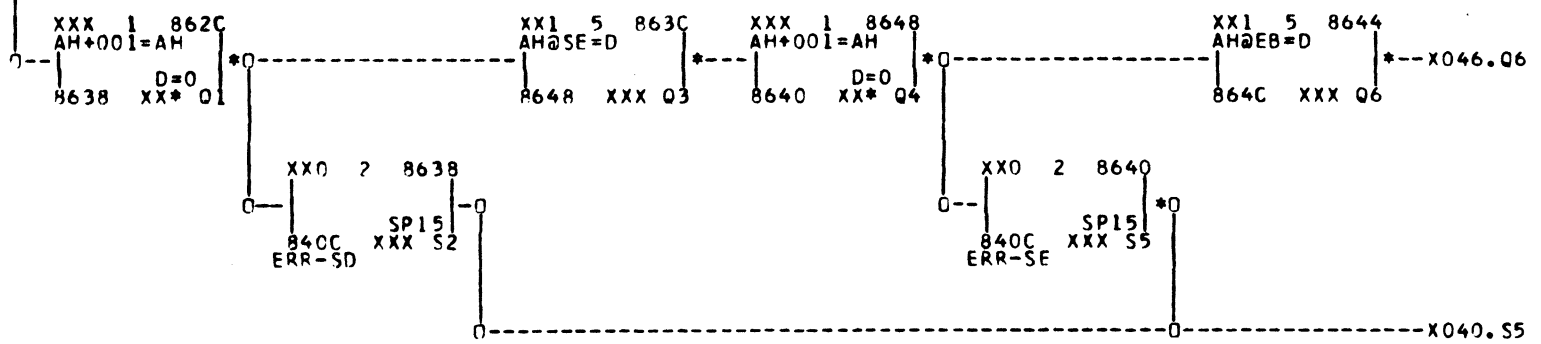 XXX 1 862C XX1 5 863C XXX 1 8648 XX1 5 8644
AH+001=AH AH@SE=D AH+001=AH AH@EB=D
* * * *--X046.Q6
D=0 D=0
8638 XX* Q1 8648 XXX Q3 8640 XX* Q4 864C XXX Q6
XX0 2 8638 XX0 2 8640
*
SP15 SP15
840C XXX S2 840C XXX S5
ERR-SD ERR-SE
X040.S5